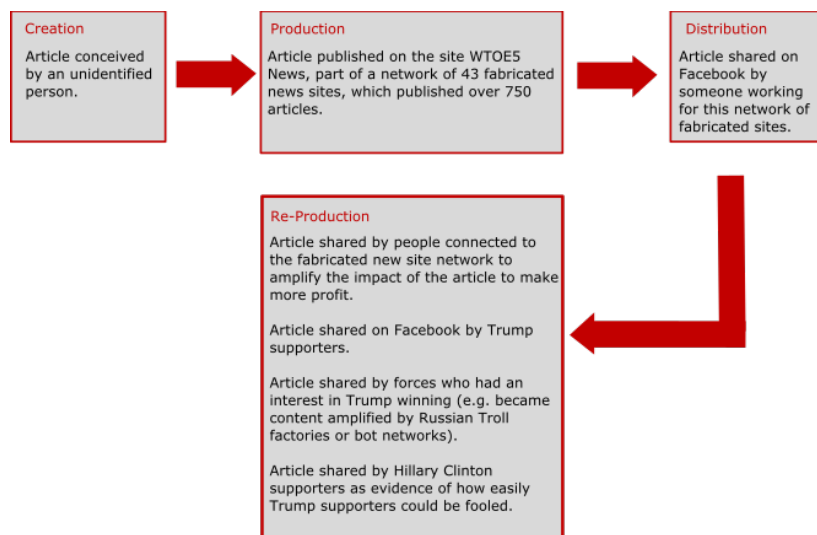 Creation
Article conceived
by an unidentified
person.
Production
Article published on the site WTOE5
News, part of a network of 43 fabricated
news sites, which published over 750
articles.
Distribution
Article shared on
Facebook by
someone working
for this network of
fabricated sites.
Re-Production
Article shared by people connected to
the fabricated new site network to
amplify the impact of the article to make
more profit.
Article shared on Facebook by Trump
supporters.
Article shared by forces who had an
interest in Trump winning (e.g. became
content amplified by Russian Troll
factories or bot networks).
Article shared by Hillary Clinton
supporters as evidence of how easily
Trump supporters could be fooled.